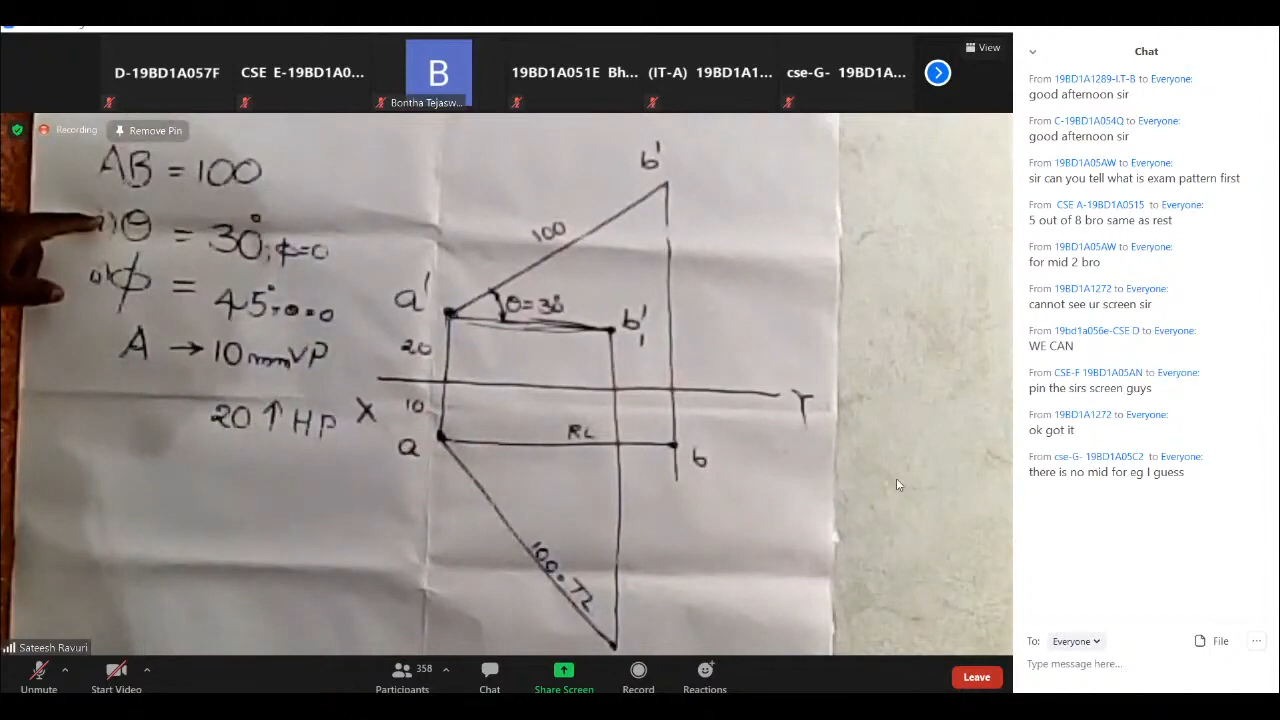 View
Chat
D-19BD1A057F
CSE E-19BD1A0...
B
19BD1A051E Bh...
(IT-A) 19BD1A1...
cse-G- 19BD1A...
Bontha Tejasw...
Recording
Remove Pin
AB = 100
θ = 30°; φ=0
φ = 45°; θ=0
A → 10mm VP
20 ↑ HP
b'
100
a'
θ=30
b'1
20
X
10
Y
a
RL
b
100 TL
Sateesh Ravuri
From 19BD1A1289-I.T-B to Everyone:
good afternoon sir
From C-19BD1A054Q to Everyone:
good afternoon sir
From 19BD1A05AW to Everyone:
sir can you tell what is exam pattern first
From CSE A-19BD1A0515 to Everyone:
5 out of 8 bro same as rest
From 19BD1A05AW to Everyone:
for mid 2 bro
From 19BD1A1272 to Everyone:
cannot see ur screen sir
From 19bd1a056e-CSE D to Everyone:
WE CAN
From CSE-F 19BD1A05AN to Everyone:
pin the sirs screen guys
From 19BD1A1272 to Everyone:
ok got it
From cse-G- 19BD1A05C2 to Everyone:
there is no mid for eg I guess
To: Everyone
File
Type message here...
Unmute
Start Video
358
Participants
Chat
Share Screen
Record
Reactions
Leave